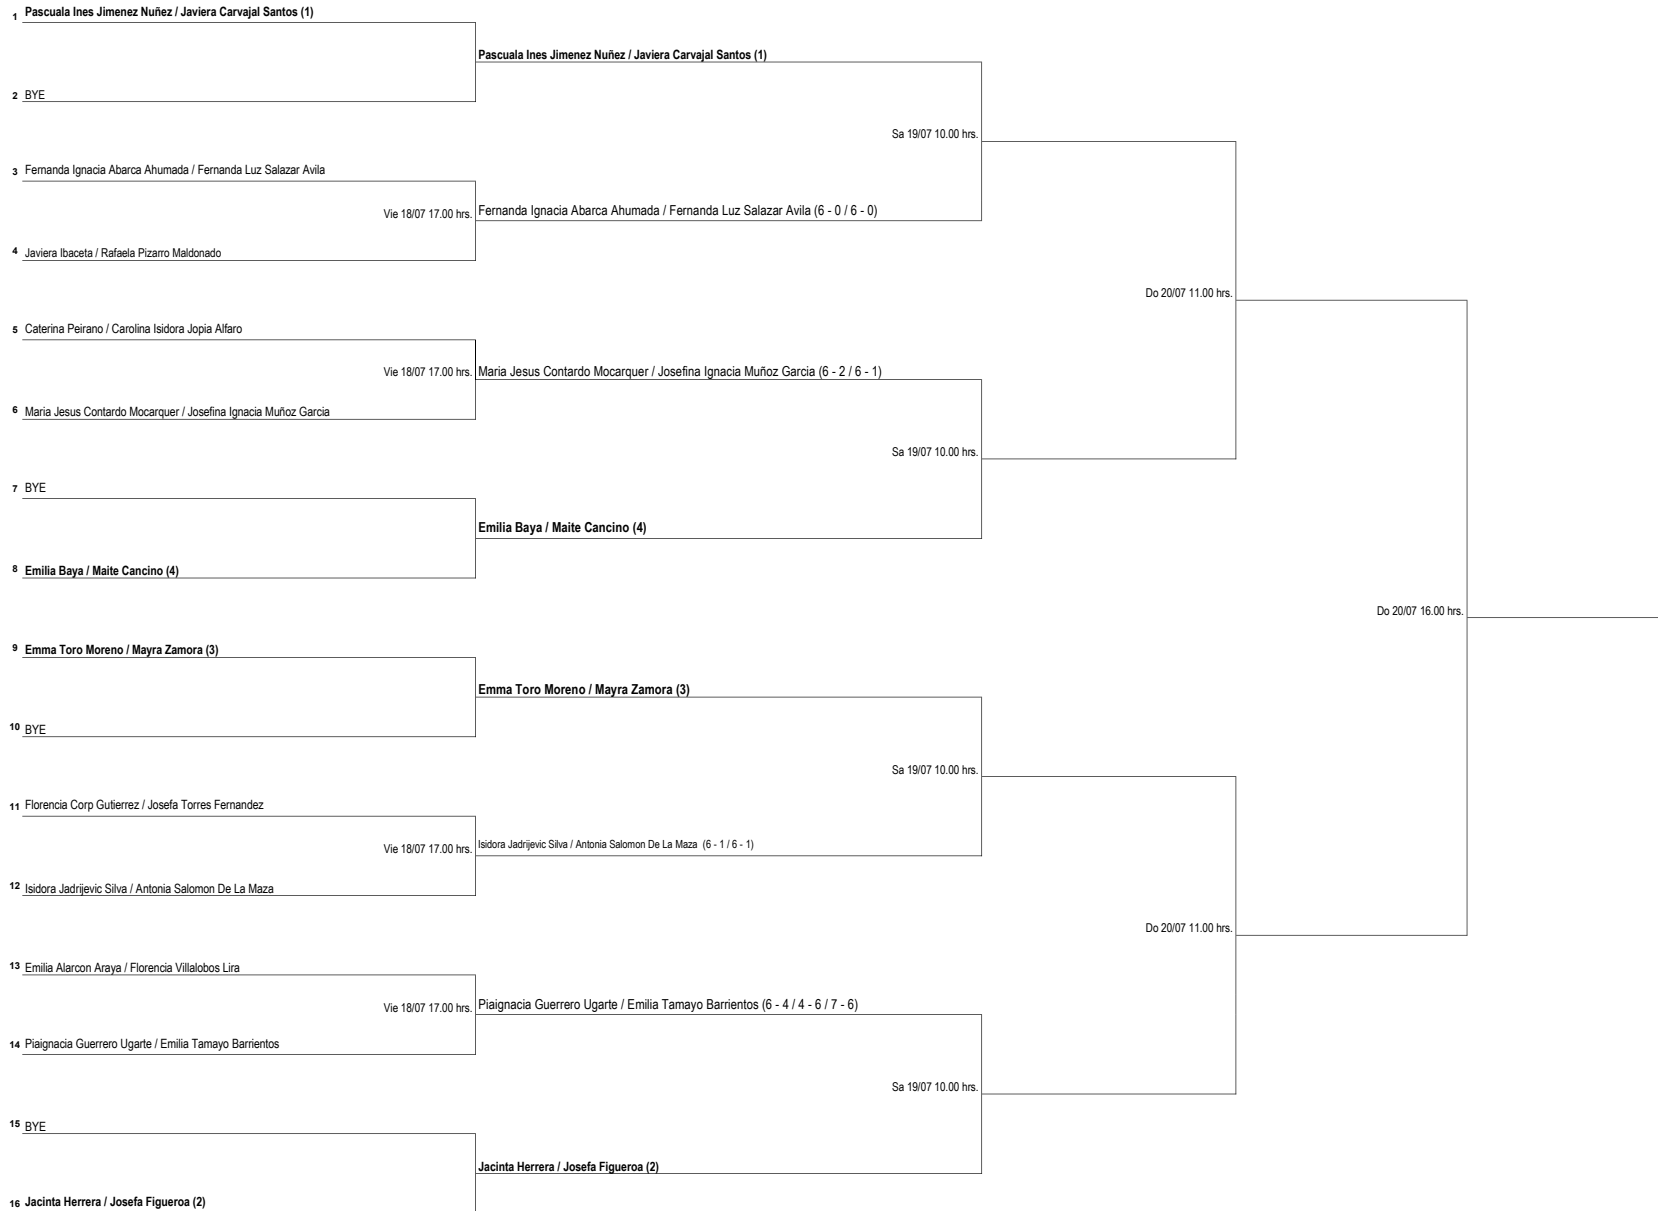 1 Pascuala Ines Jimenez Nuñez / Javiera Carvajal Santos (1)
Pascuala Ines Jimenez Nuñez / Javiera Carvajal Santos (1)
2 BYE
Sa 19/07 10.00 hrs.
3 Fernanda Ignacia Abarca Ahumada / Fernanda Luz Salazar Avila
Vie 18/07 17.00 hrs. Fernanda Ignacia Abarca Ahumada / Fernanda Luz Salazar Avila (6 - 0 / 6 - 0)
4 Javiera Ibaceta / Rafaela Pizarro Maldonado
Do 20/07 11.00 hrs.
5 Caterina Peirano / Carolina Isidora Jopia Alfaro
Vie 18/07 17.00 hrs. Maria Jesus Contardo Mocarquer / Josefina Ignacia Muñoz Garcia (6 - 2 / 6 - 1)
6 Maria Jesus Contardo Mocarquer / Josefina Ignacia Muñoz Garcia
Sa 19/07 10.00 hrs.
7 BYE
Emilia Baya / Maite Cancino (4)
8 Emilia Baya / Maite Cancino (4)
Do 20/07 16.00 hrs.
9 Emma Toro Moreno / Mayra Zamora (3)
Emma Toro Moreno / Mayra Zamora (3)
10 BYE
Sa 19/07 10.00 hrs.
11 Florencia Corp Gutierrez / Josefa Torres Fernandez
Vie 18/07 17.00 hrs. Isidora Jadrijevic Silva / Antonia Salomon De La Maza (6 - 1 / 6 - 1)
12 Isidora Jadrijevic Silva / Antonia Salomon De La Maza
Do 20/07 11.00 hrs.
13 Emilia Alarcon Araya / Florencia Villalobos Lira
Vie 18/07 17.00 hrs. Piaignacia Guerrero Ugarte / Emilia Tamayo Barrientos (6 - 4 / 4 - 6 / 7 - 6)
14 Piaignacia Guerrero Ugarte / Emilia Tamayo Barrientos
Sa 19/07 10.00 hrs.
15 BYE
Jacinta Herrera / Josefa Figueroa (2)
16 Jacinta Herrera / Josefa Figueroa (2)